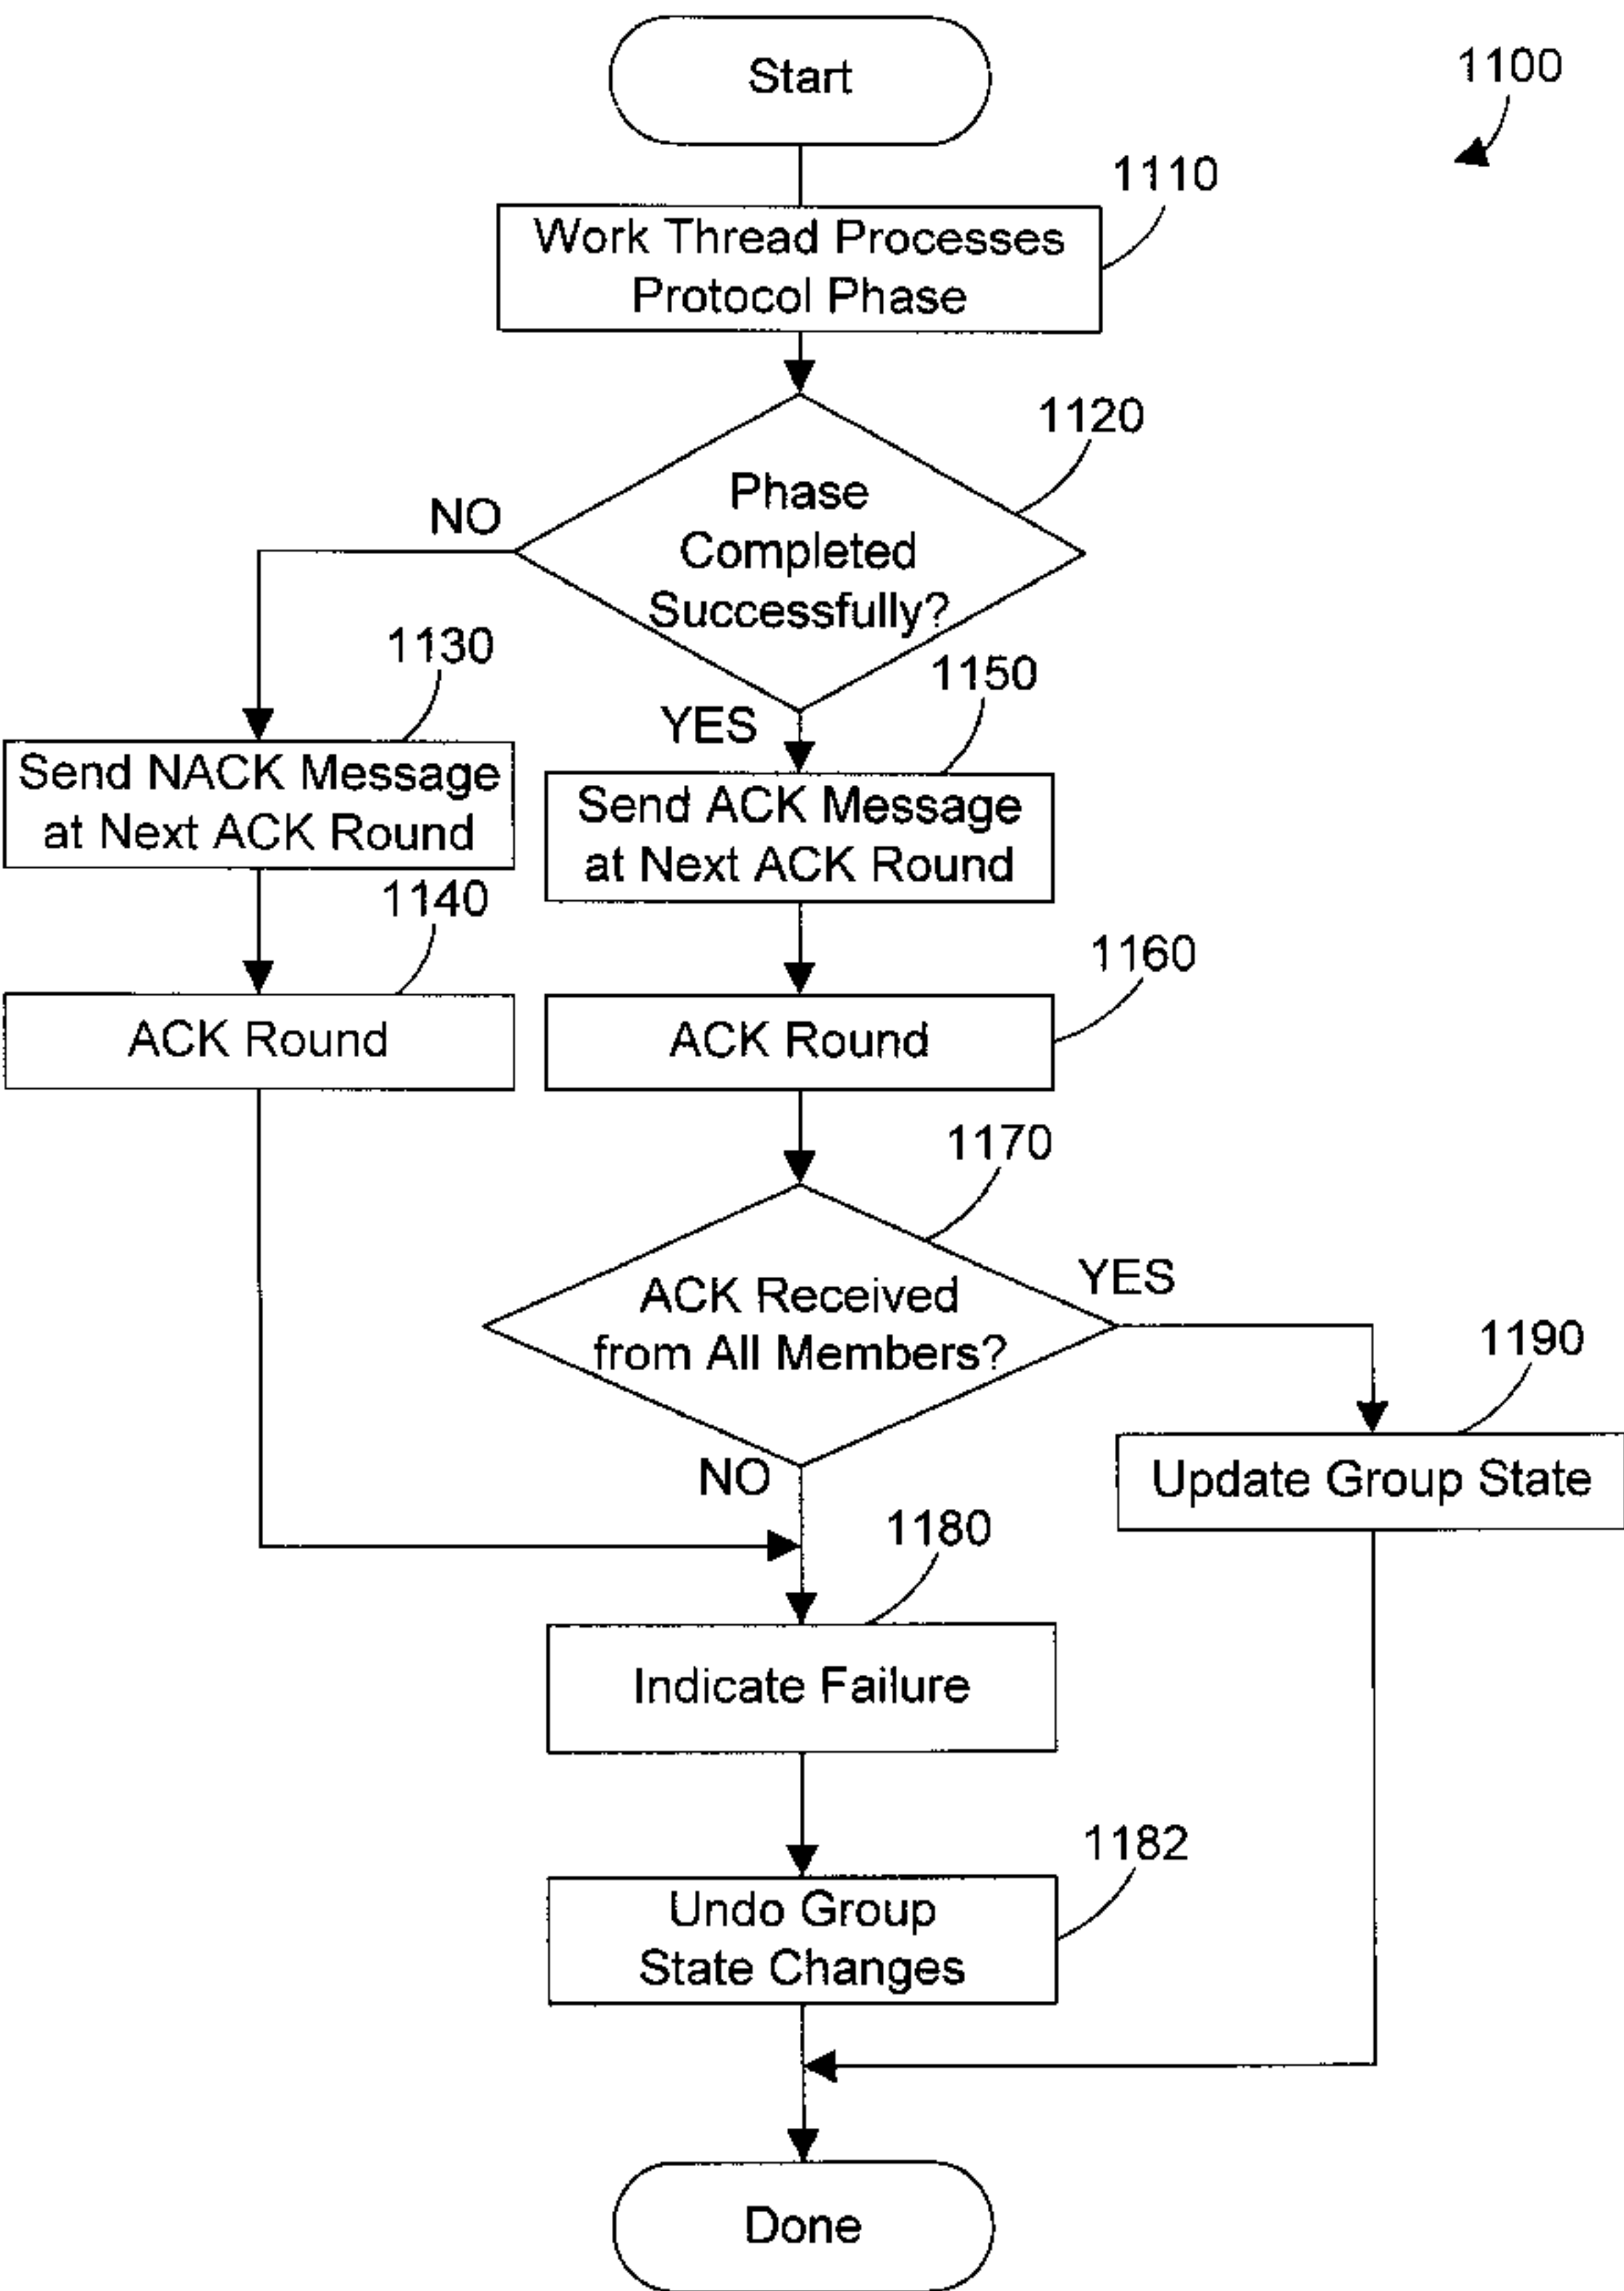 Start
1100
1110
Work Thread Processes
Protocol Phase
1120
Phase
Completed
Successfully?
NO
1130
YES
1150
Send NACK Message
at Next ACK Round
Send ACK Message
at Next ACK Round
1140
1160
ACK Round
ACK Round
1170
ACK Received
from All Members?
YES
1190
NO
Update Group State
1180
Indicate Failure
1182
Undo Group
State Changes
Done